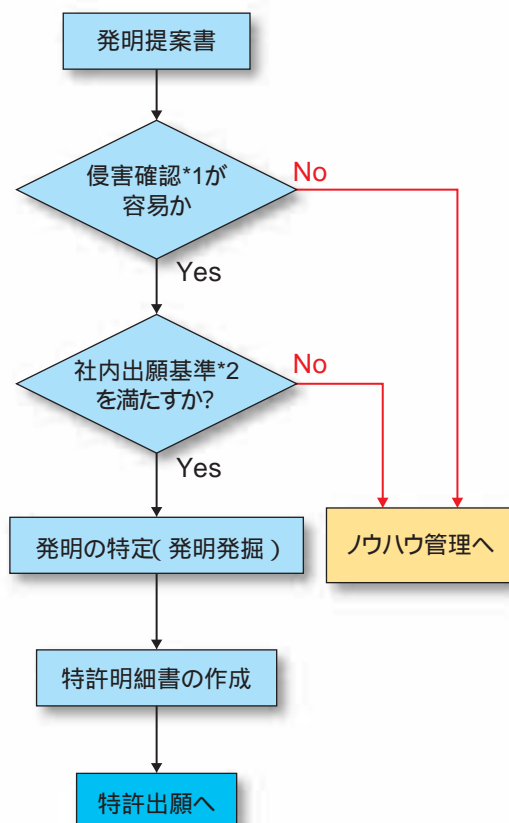 発明提案書
侵害確認*1が
容易か
No
Yes
社内出願基準*2
を満たすか?
No
Yes
発明の特定(発明発掘)
ノウハウ管理へ
特許明細書の作成
特許出願へ